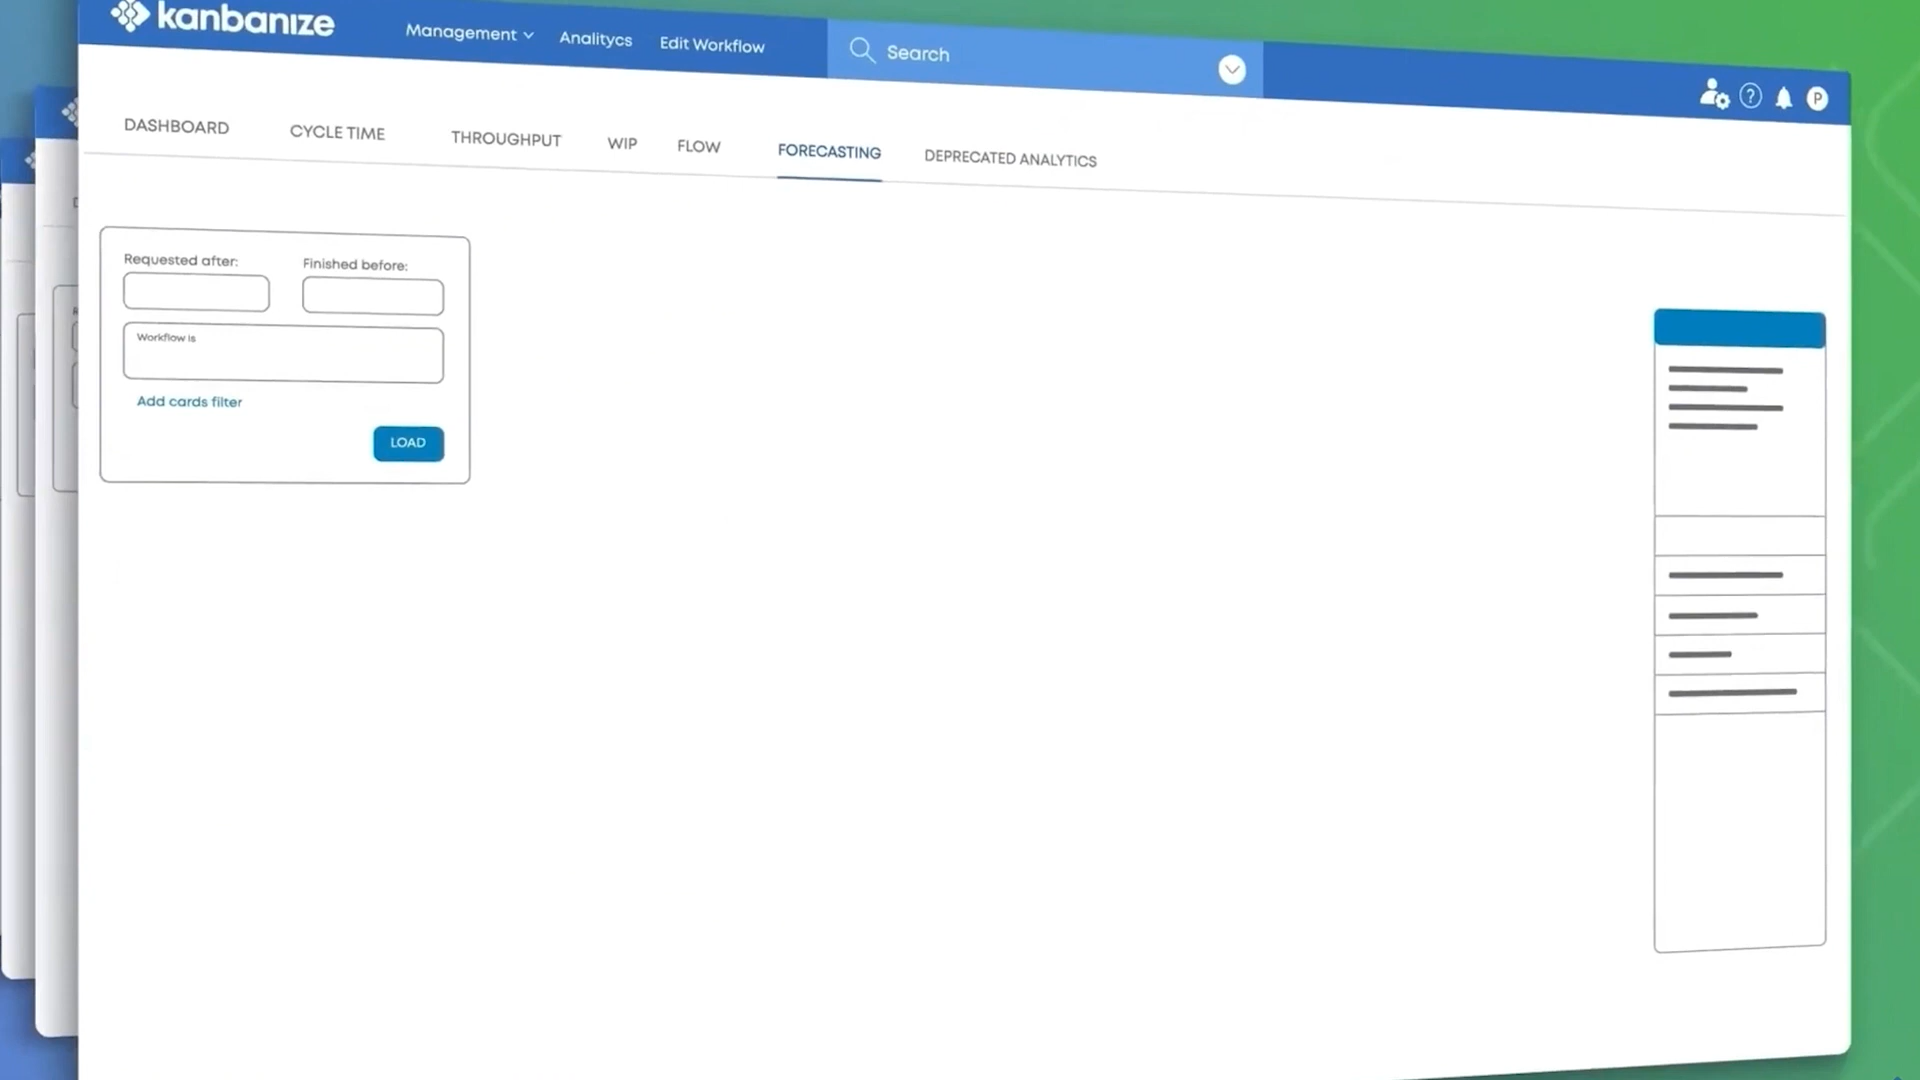 kanbanize
Management
Analitycs
Edit Workflow
Search
?
P
DASHBOARD
CYCLE TIME
THROUGHPUT
WIP
FLOW
FORECASTING
DEPRECATED ANALYTICS
Requested after:
Finished before:
Workflow is
Add cards filter
LOAD